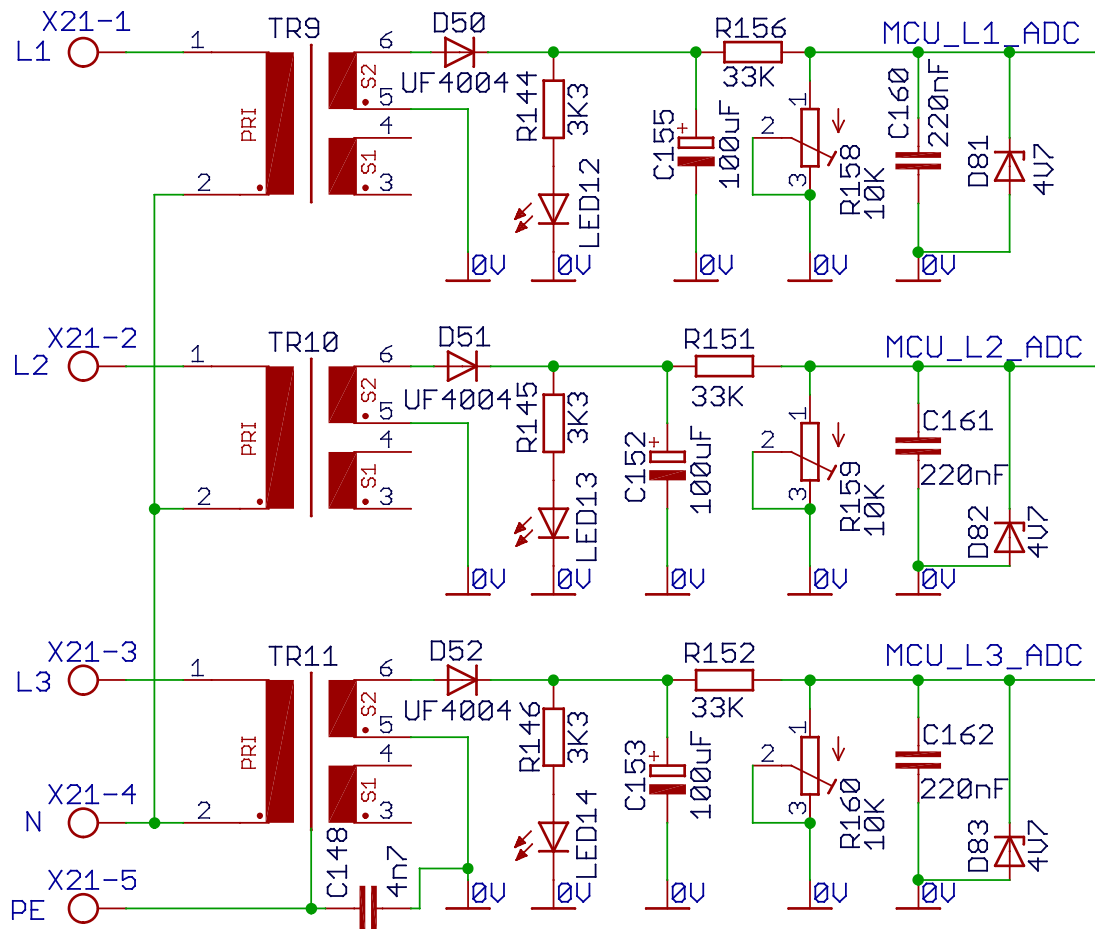 X21-1
L1
1
2
PRI
TR9
6
S2
5
4
S1
3
D50
UF4004
R144
3K3
LED12
0V
0V
C155
+
100uF
0V
R156
33K
1
2
3
R158
10K
0V
MCU_L1_ADC
C160
220nF
0V
D81
4V7
X21-2
L2
1
2
PRI
TR10
6
S2
5
4
S1
3
D51
UF4004
R145
3K3
LED13
0V
0V
C152
+
100uF
0V
R151
33K
1
2
3
R159
10K
0V
MCU_L2_ADC
C161
220nF
0V
D82
4V7
X21-3
L3
1
2
PRI
TR11
6
S2
5
4
S1
3
D52
UF4004
R146
3K3
LED14
0V
0V
C153
+
100uF
0V
R152
33K
1
2
3
R160
10K
0V
MCU_L3_ADC
C162
220nF
0V
D83
4V7
X21-4
N
X21-5
PE
C148
4n7